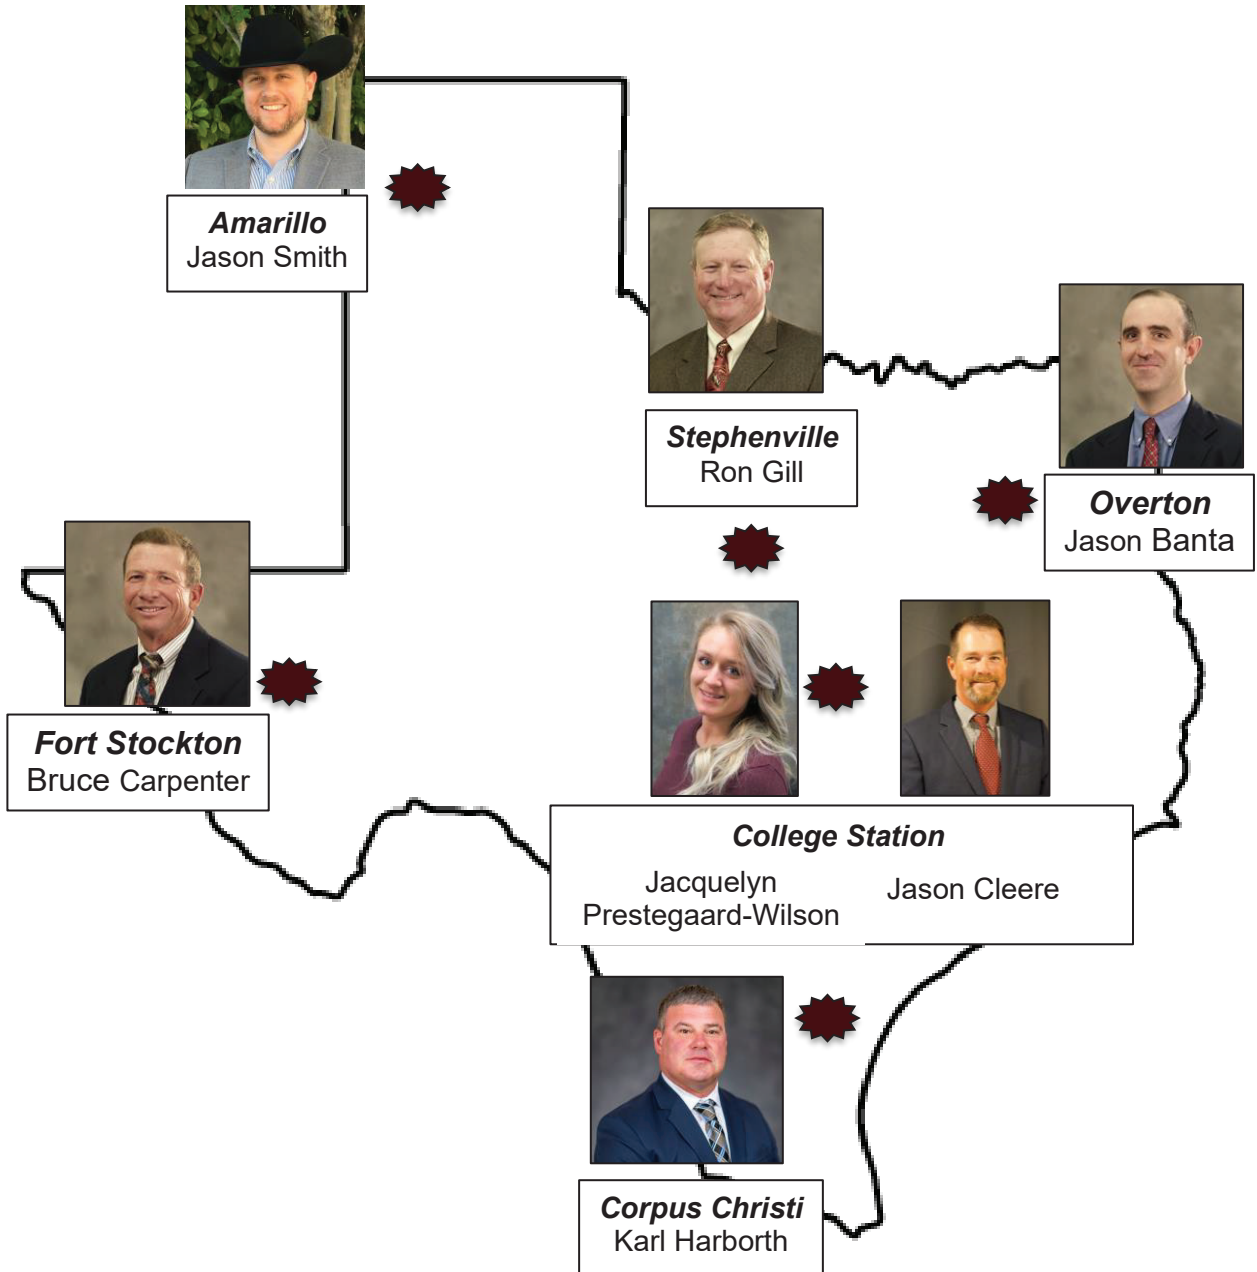 Amarillo
Jason Smith
Stephenville
Ron Gill
Overton
Jason Banta
Fort Stockton
Bruce Carpenter
College Station
Jacquelyn
Prestegaard-Wilson
Jason Cleere
Corpus Christi
Karl Harborth